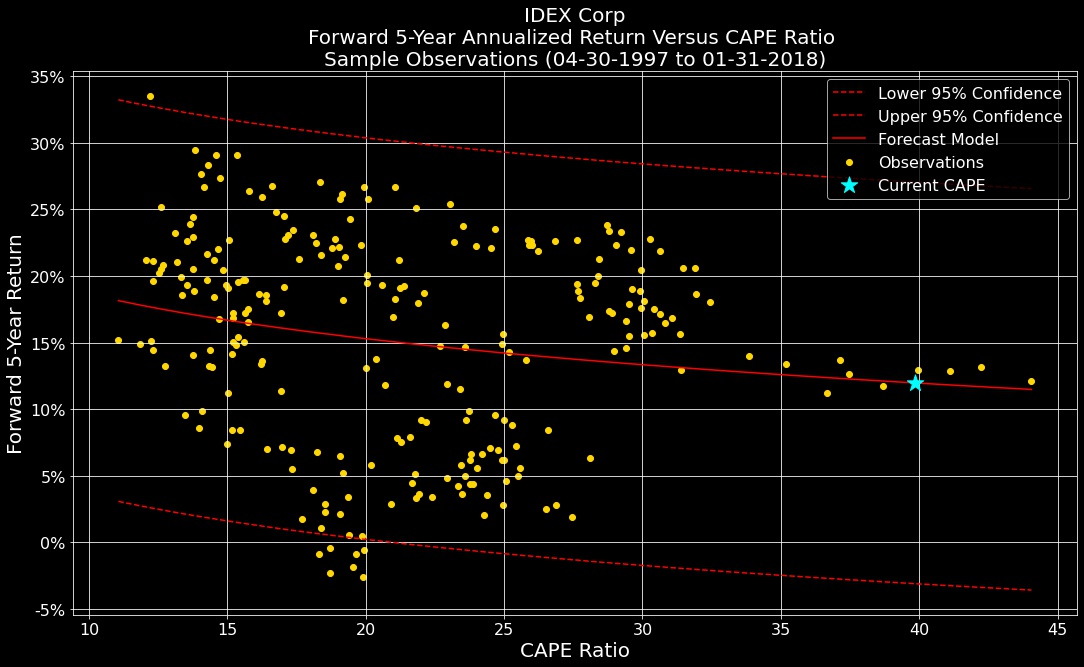 IDEX Corp
Forward 5-Year Annualized Return Versus CAPE Ratio
Sample Observations (04-30-1997 to 01-31-2018)
Forward 5-Year Return
35%
30%
25%
20%
15%
10%
5%
0%
-5%
Lower 95% Confidence
Upper 95% Confidence
Forecast Model
Observations
Current CAPE
10 15 20 25 30 35 40 45
CAPE Ratio